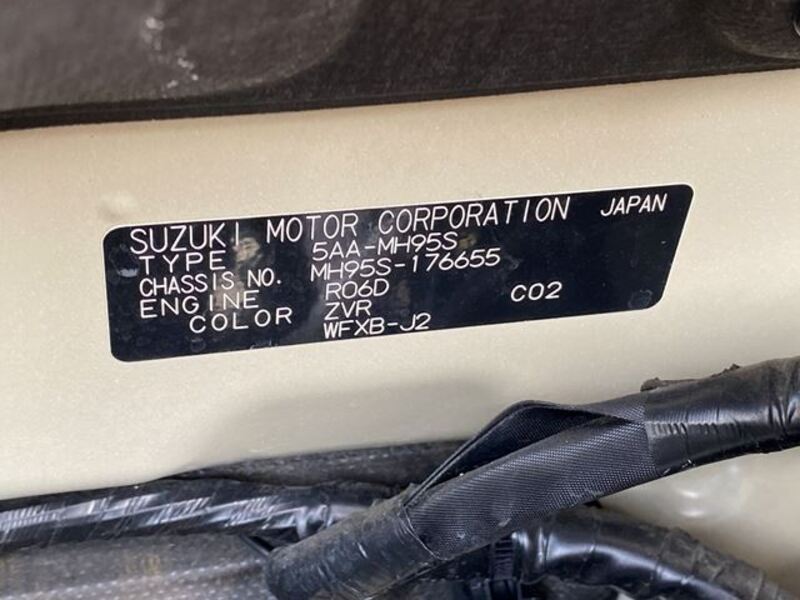 SUZUKI MOTOR CORPORATION JAPAN
TYPE 5AA-MH95S
CHASSIS NO. MH95S-176655
ENGINE R06D C02
COLOR ZVR
WFXB-J2